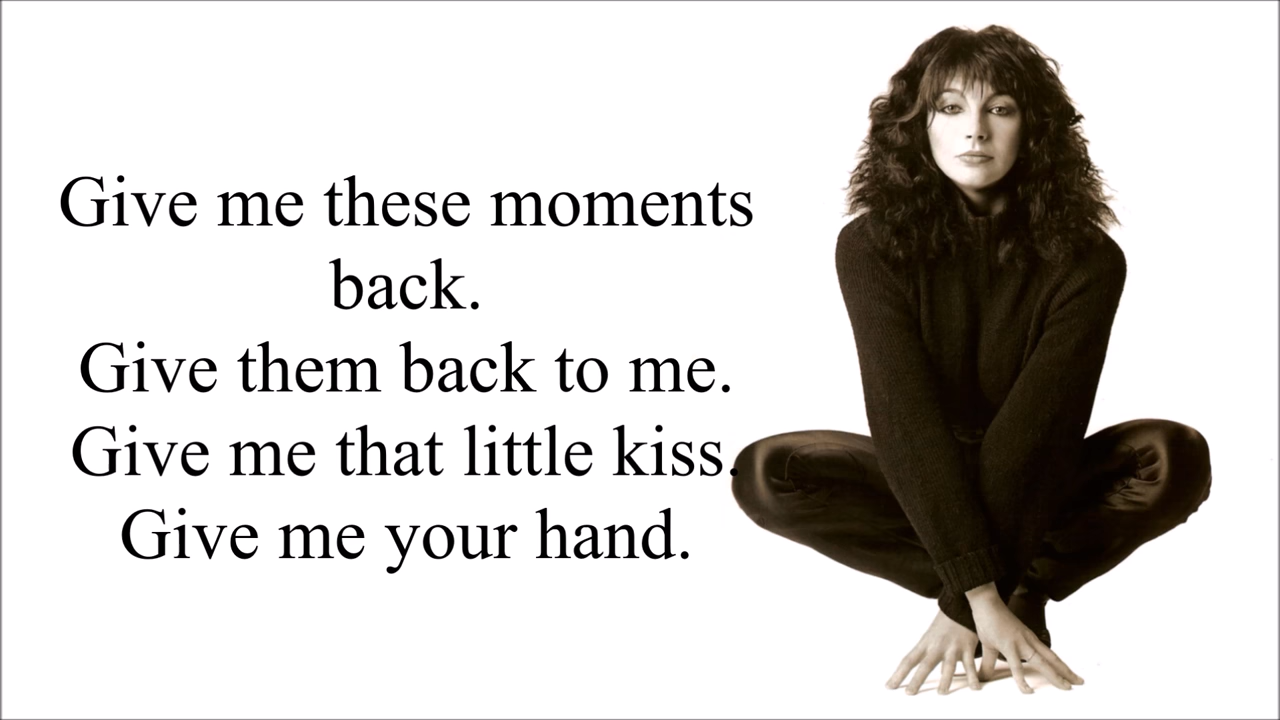 Give me these moments
back.
Give them back to me.
Give me that little kiss.
Give me your hand.